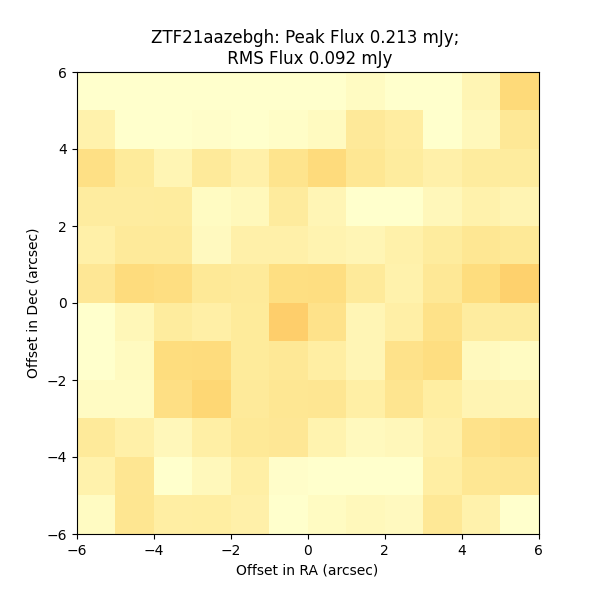 ZTF21aazebgh: Peak Flux 0.213 mJy;
RMS Flux 0.092 mJy
6
4
2
0
−2
−4
−6
Offset in Dec (arcsec)
−6 −4 −2 0 2 4 6
Offset in RA (arcsec)